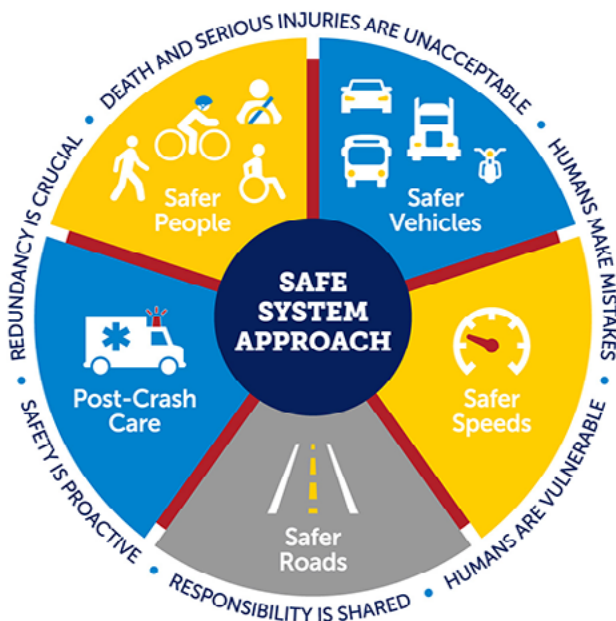 DEATH AND SERIOUS INJURIES ARE UNACCEPTABLE
HUMANS MAKE MISTAKES
HUMANS ARE VULNERABLE
RESPONSIBILITY IS SHARED
SAFETY IS PROACTIVE
REDUNDANCY IS CRUCIAL
Safer
People
Safer
Vehicles
SAFE
SYSTEM
APPROACH
Post-Crash
Care
Safer
Speeds
Safer
Roads